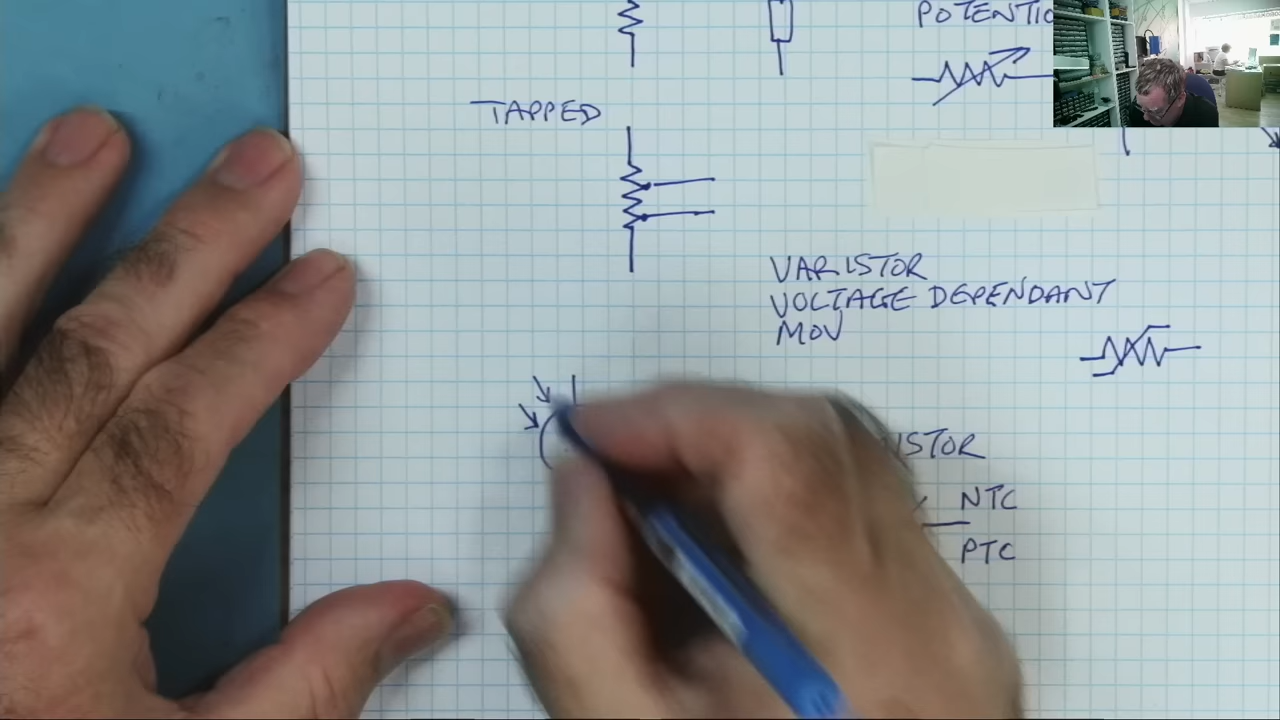 POTENTIO
TAPPED
VARISTOR
VOLTAGE DEPENDANT
MOV
ISTOR
NTC
PTC